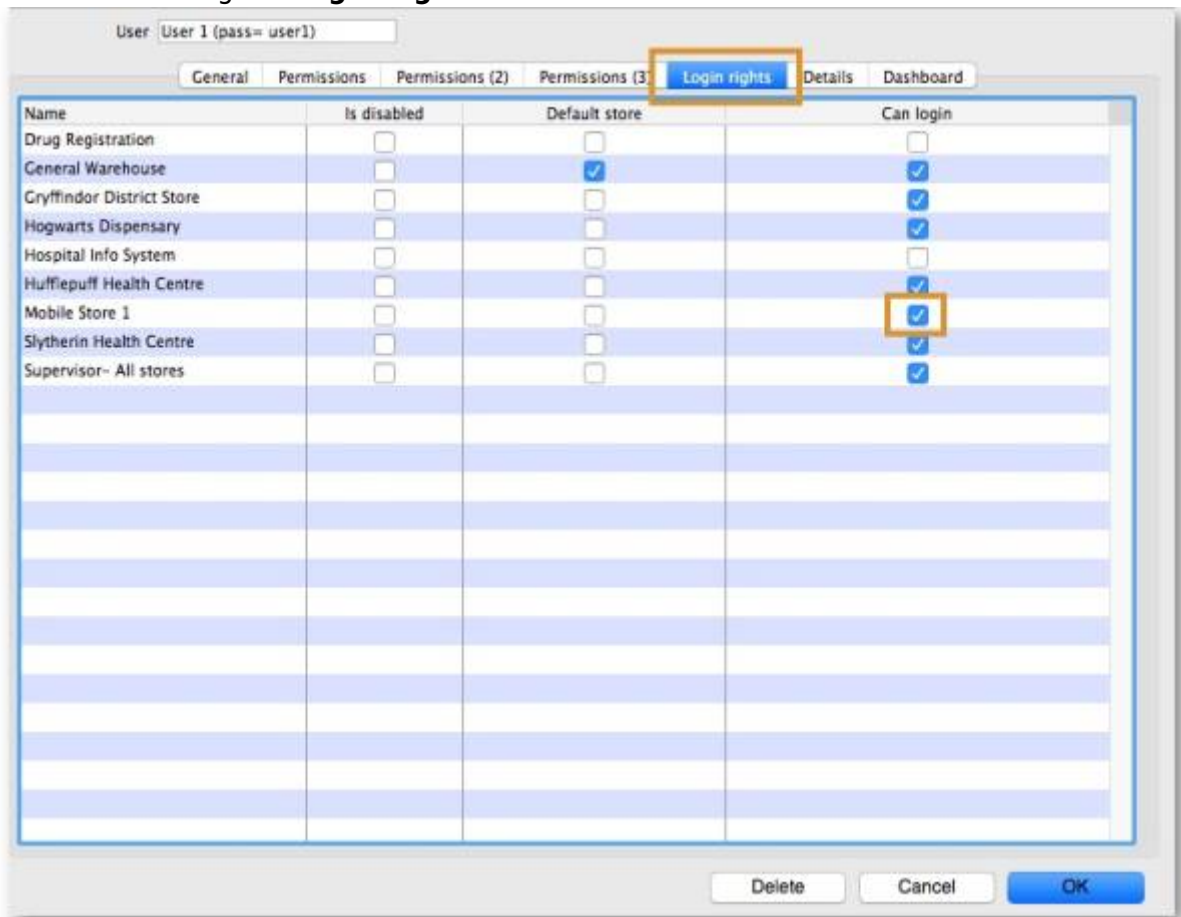 User User 1 (pass= user1)
General Permissions Permissions (2) Permissions (3) Login rights Details Dashboard
Name Is disabled Default store Can login
Drug Registration
General Warehouse
Gryffindor District Store
Hogwarts Dispensary
Hospital Info System
Hufflepuff Health Centre
Mobile Store 1
Slytherin Health Centre
Supervisor- All stores
Delete Cancel OK